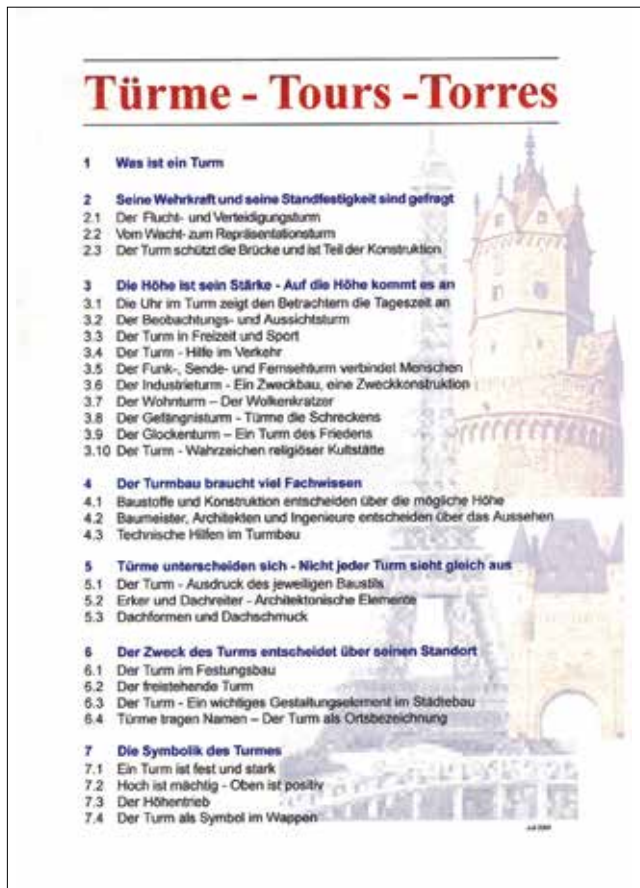 Türme - Tours -Torres
1 Was ist ein Turm
2 Seine Wehrkraft und seine Standfestigkeit sind gefragt
2.1 Der Flucht- und Verteidigungsturm
2.2 Vom Wacht- zum Repräsentationsturm
2.3 Der Turm schützt die Brücke und ist Teil der Konstruktion
3 Die Höhe ist sein Stärke - Auf die Höhe kommt es an
3.1 Die Uhr im Turm zeigt den Betrachtern die Tageszeit an
3.2 Der Beobachtungs- und Aussichtsturm
3.3 Der Turm in Freizeit und Sport
3.4 Der Turm - Hilfe im Verkehr
3.5 Der Funk-, Sende- und Fernsehturm verbindet Menschen
3.6 Der Industrieturm - Ein Zweckbau, eine Zweckkonstruktion
3.7 Der Wohnturm – Der Wolkenkratzer
3.8 Der Gefängnisturm - Türme die Schreckens
3.9 Der Glockenturm – Ein Turm des Friedens
3.10 Der Turm - Wahrzeichen religiöser Kultstätte
4 Der Turmbau braucht viel Fachwissen
4.1 Baustoffe und Konstruktion entscheiden über die mögliche Höhe
4.2 Baumeister, Architekten und Ingenieure entscheiden über das Aussehen
4.3 Technische Hilfen im Turmbau
5 Türme unterscheiden sich - Nicht jeder Turm sieht gleich aus
5.1 Der Turm - Ausdruck des jeweiligen Baustils
5.2 Erker und Dachreiter - Architektonische Elemente
5.3 Dachformen und Dachschmuck
6 Der Zweck des Turms entscheidet über seinen Standort
6.1 Der Turm im Festungsbau
6.2 Der freistehende Turm
6.3 Der Turm - Ein wichtiges Gestaltungselement im Städtebau
6.4 Türme tragen Namen – Der Turm als Ortsbezeichnung
7 Die Symbolik des Turmes
7.1 Ein Turm ist fest und stark
7.2 Hoch ist mächtig - Oben ist positiv
7.3 Der Höhentrieb
7.4 Der Turm als Symbol im Wappen